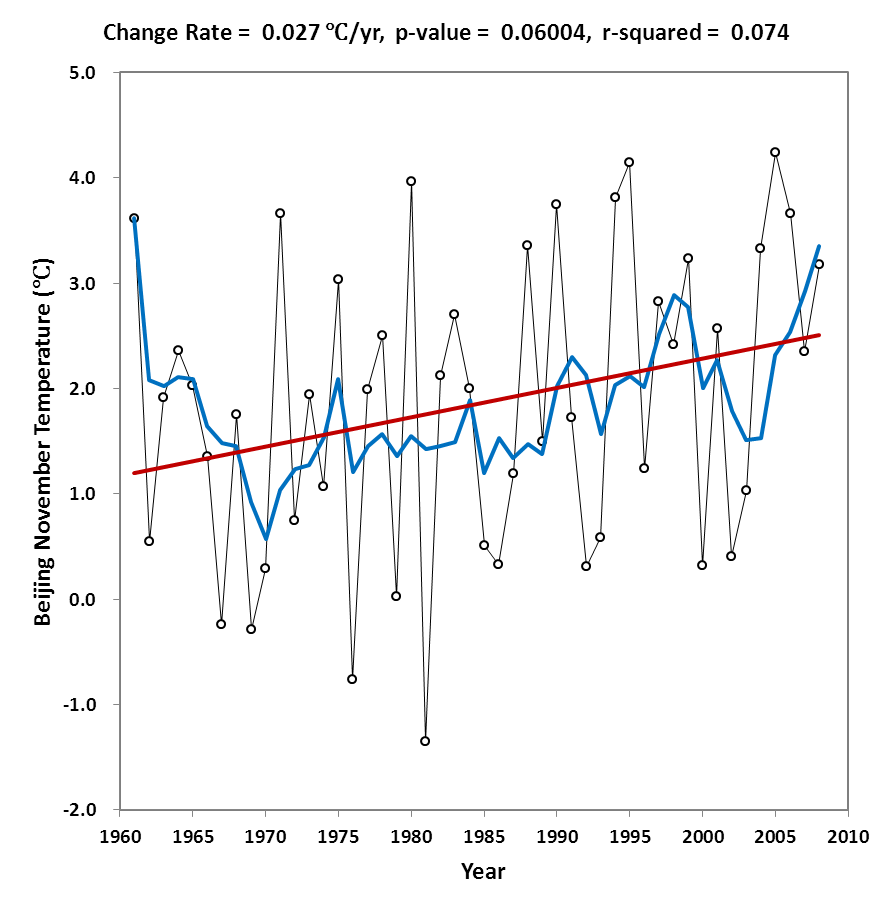 Change Rate = 0.027 ℃/yr, p-value = 0.06004, r-squared = 0.074
5.0
4.0
3.0
2.0
1.0
0.0
-1.0
-2.0
Beijing November Temperature (℃)
1960 1965 1970 1975 1980 1985 1990 1995 2000 2005 2010
Year